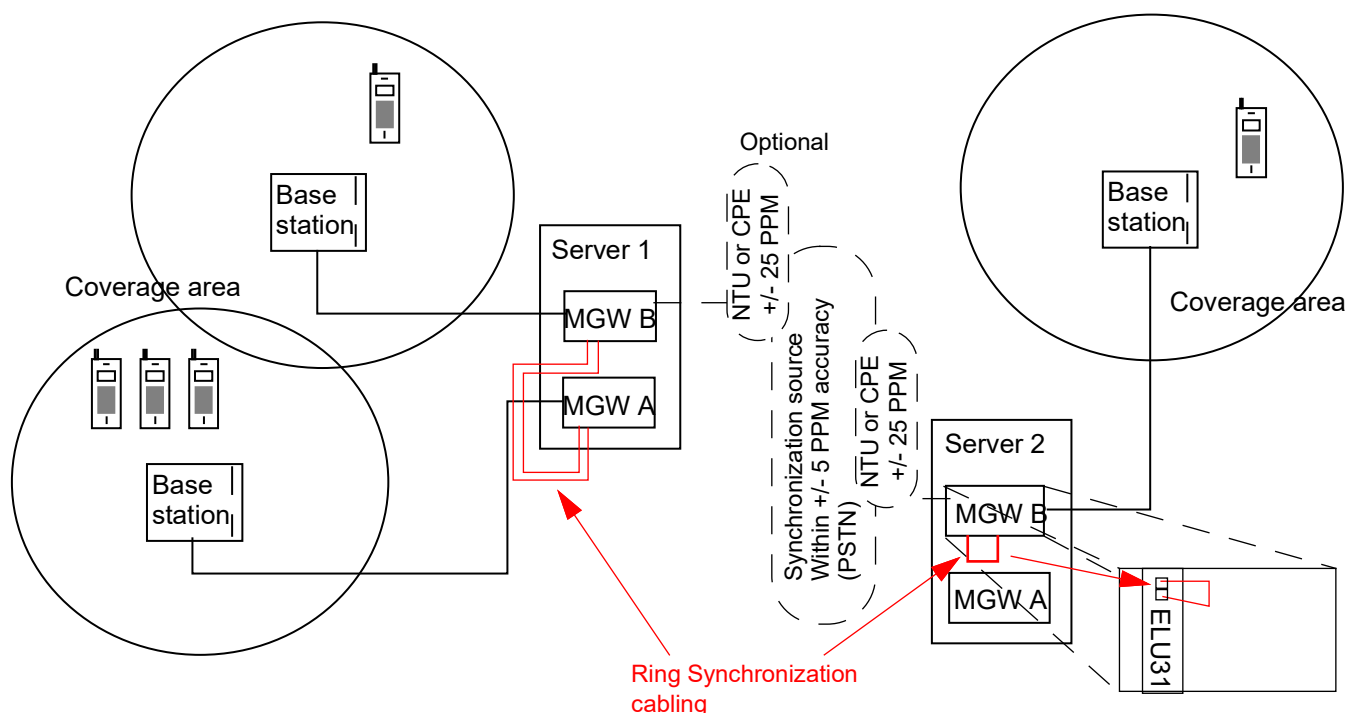 Optional
Base
station
Coverage area
Base
station
Server 1
MGW B
MGW A
NTU or CPE
+/- 25 PPM
Synchronization source
Within +/- 5 PPM accuracy
(PSTN)
NTU or CPE
+/- 25 PPM
Base
station
Coverage area
Server 2
MGW B
MGW A
ELU31
Ring Synchronization
cabling